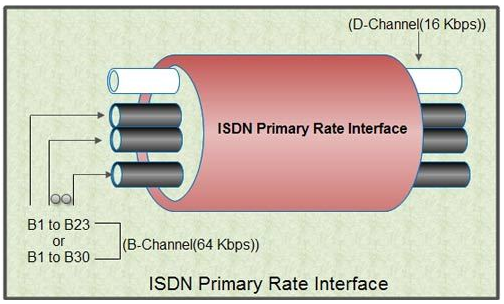 (D-Channel(16 Kbps))
ISDN Primary Rate Interface
B1 to B23
or
B1 to B30
(B-Channel(64 Kbps))
ISDN Primary Rate Interface